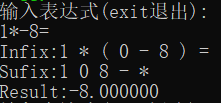 输入表达式(exit退出):
1*-8=
Infix:1 * ( 0 - 8 ) =
Sufix:1 0 8 - *
Result:-8.000000